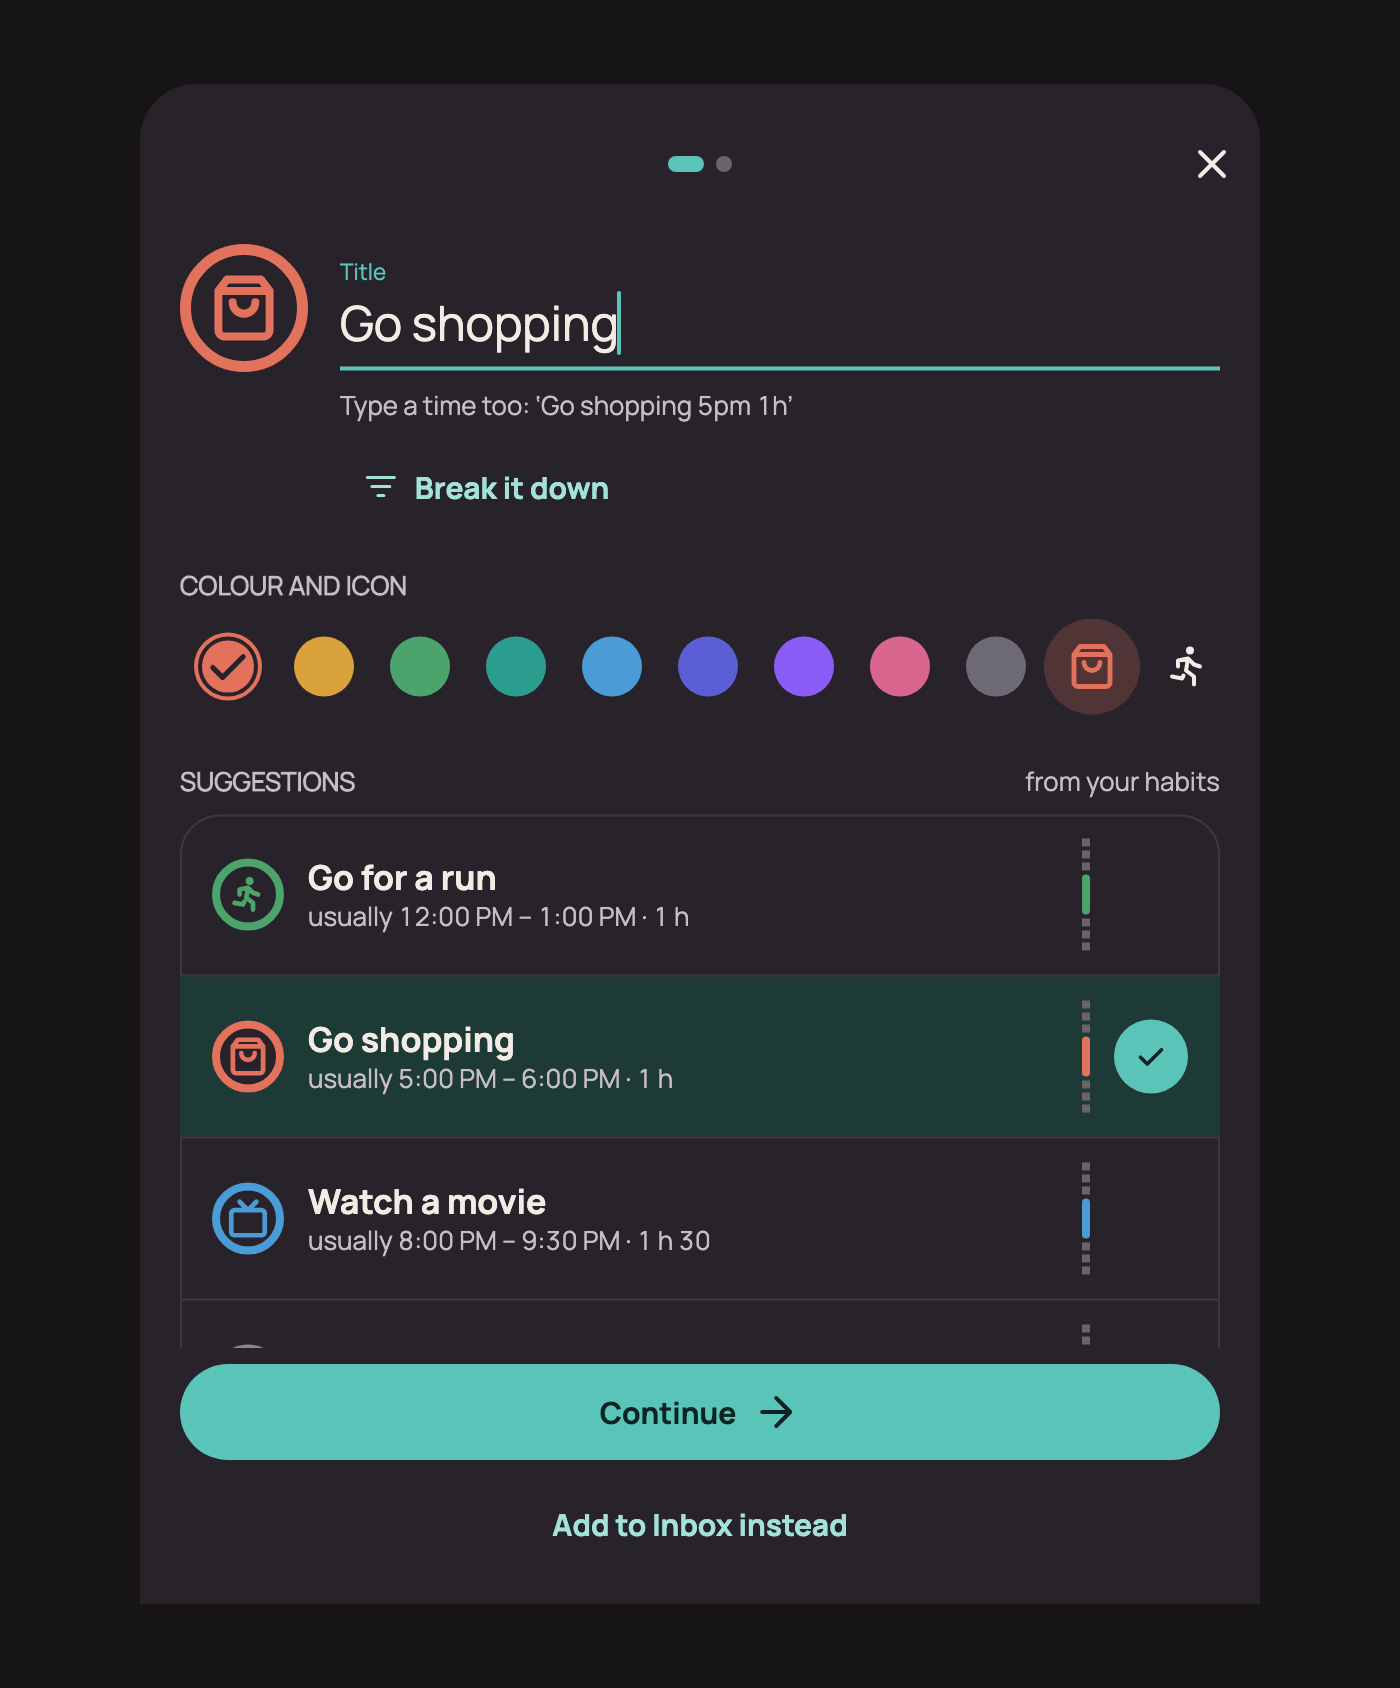 Title
Go shopping
Type a time too: ‘Go shopping 5pm 1h’
Break it down
COLOUR AND ICON
SUGGESTIONS from your habits
Go for a run
usually 12:00 PM – 1:00 PM · 1 h
Go shopping
usually 5:00 PM – 6:00 PM · 1 h
Watch a movie
usually 8:00 PM – 9:30 PM · 1 h 30
Continue
Add to Inbox instead